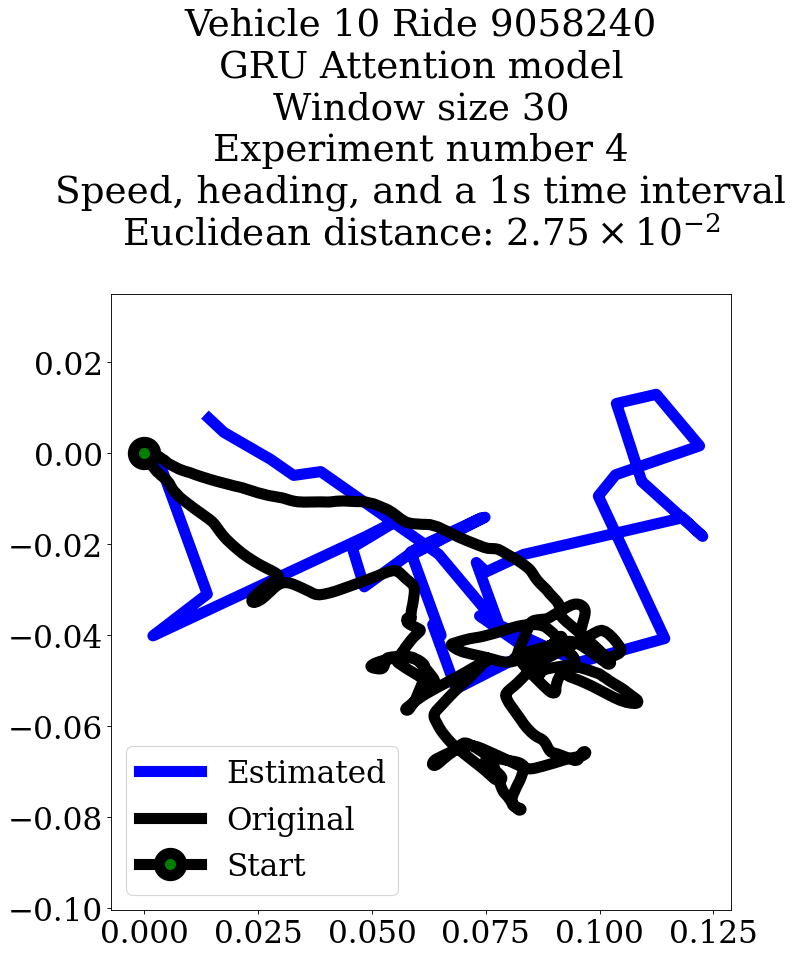 Vehicle 10 Ride 9058240
GRU Attention model
Window size 30
Experiment number 4
Speed, heading, and a 1s time interval
Euclidean distance: 2.75 × 10⁻²
0.02
0.00
−0.02
−0.04
−0.06
−0.08
−0.10
Estimated
Original
Start
0.000 0.025 0.050 0.075 0.100 0.125